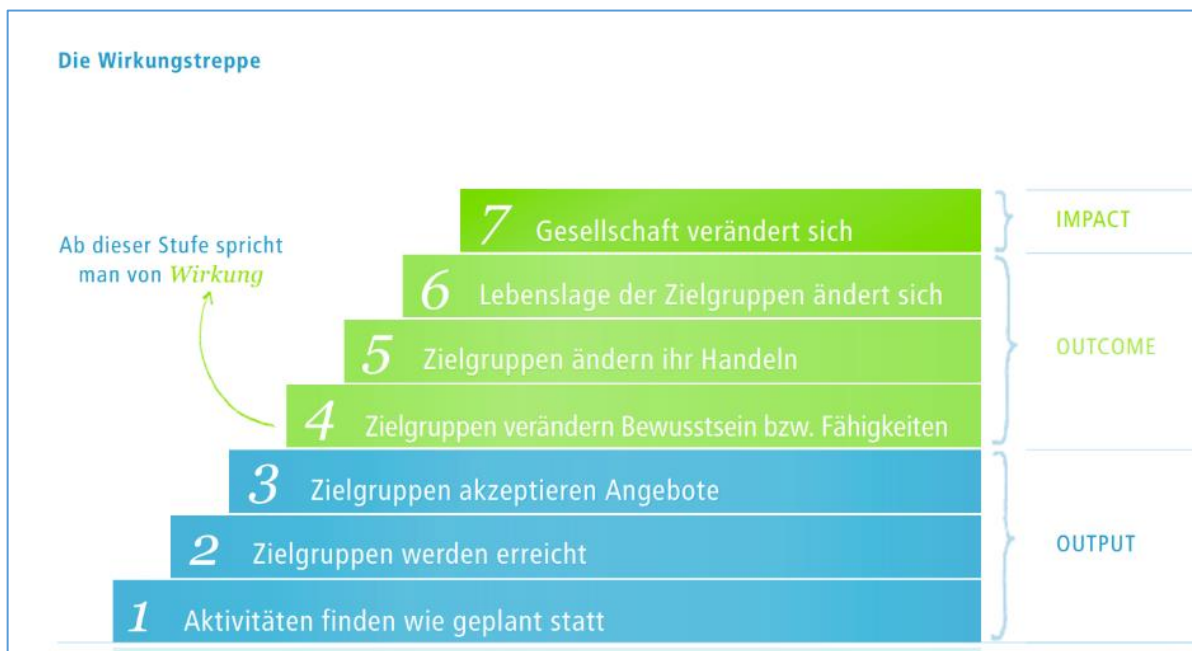 Die Wirkungstreppe
Ab dieser Stufe spricht
man von Wirkung
7 Gesellschaft verändert sich
IMPACT
6 Lebenslage der Zielgruppen ändert sich
5 Zielgruppen ändern ihr Handeln
OUTCOME
4 Zielgruppen verändern Bewusstsein bzw. Fähigkeiten
3 Zielgruppen akzeptieren Angebote
2 Zielgruppen werden erreicht
OUTPUT
1 Aktivitäten finden wie geplant statt